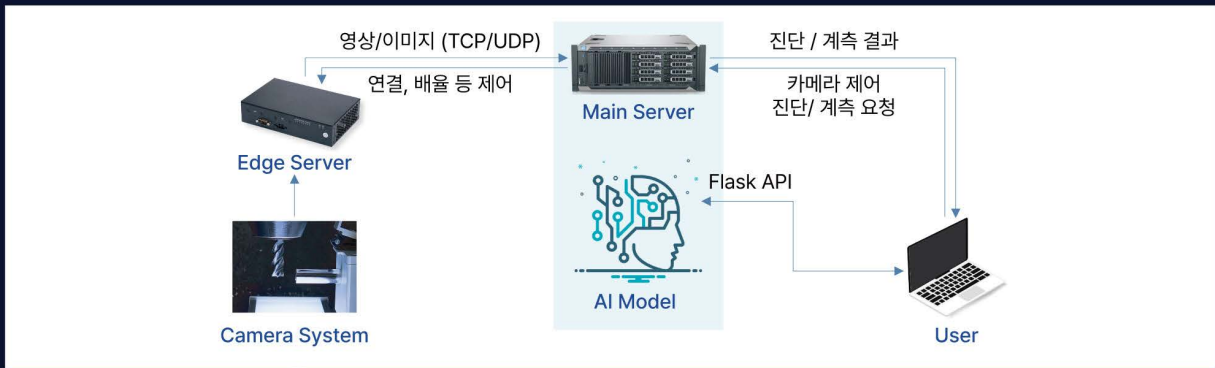 영상/이미지 (TCP/UDP)
연결, 배율 등 제어
Edge Server
Camera System
Main Server
Flask API
AI Model
진단 / 계측 결과
카메라 제어
진단/ 계측 요청
User